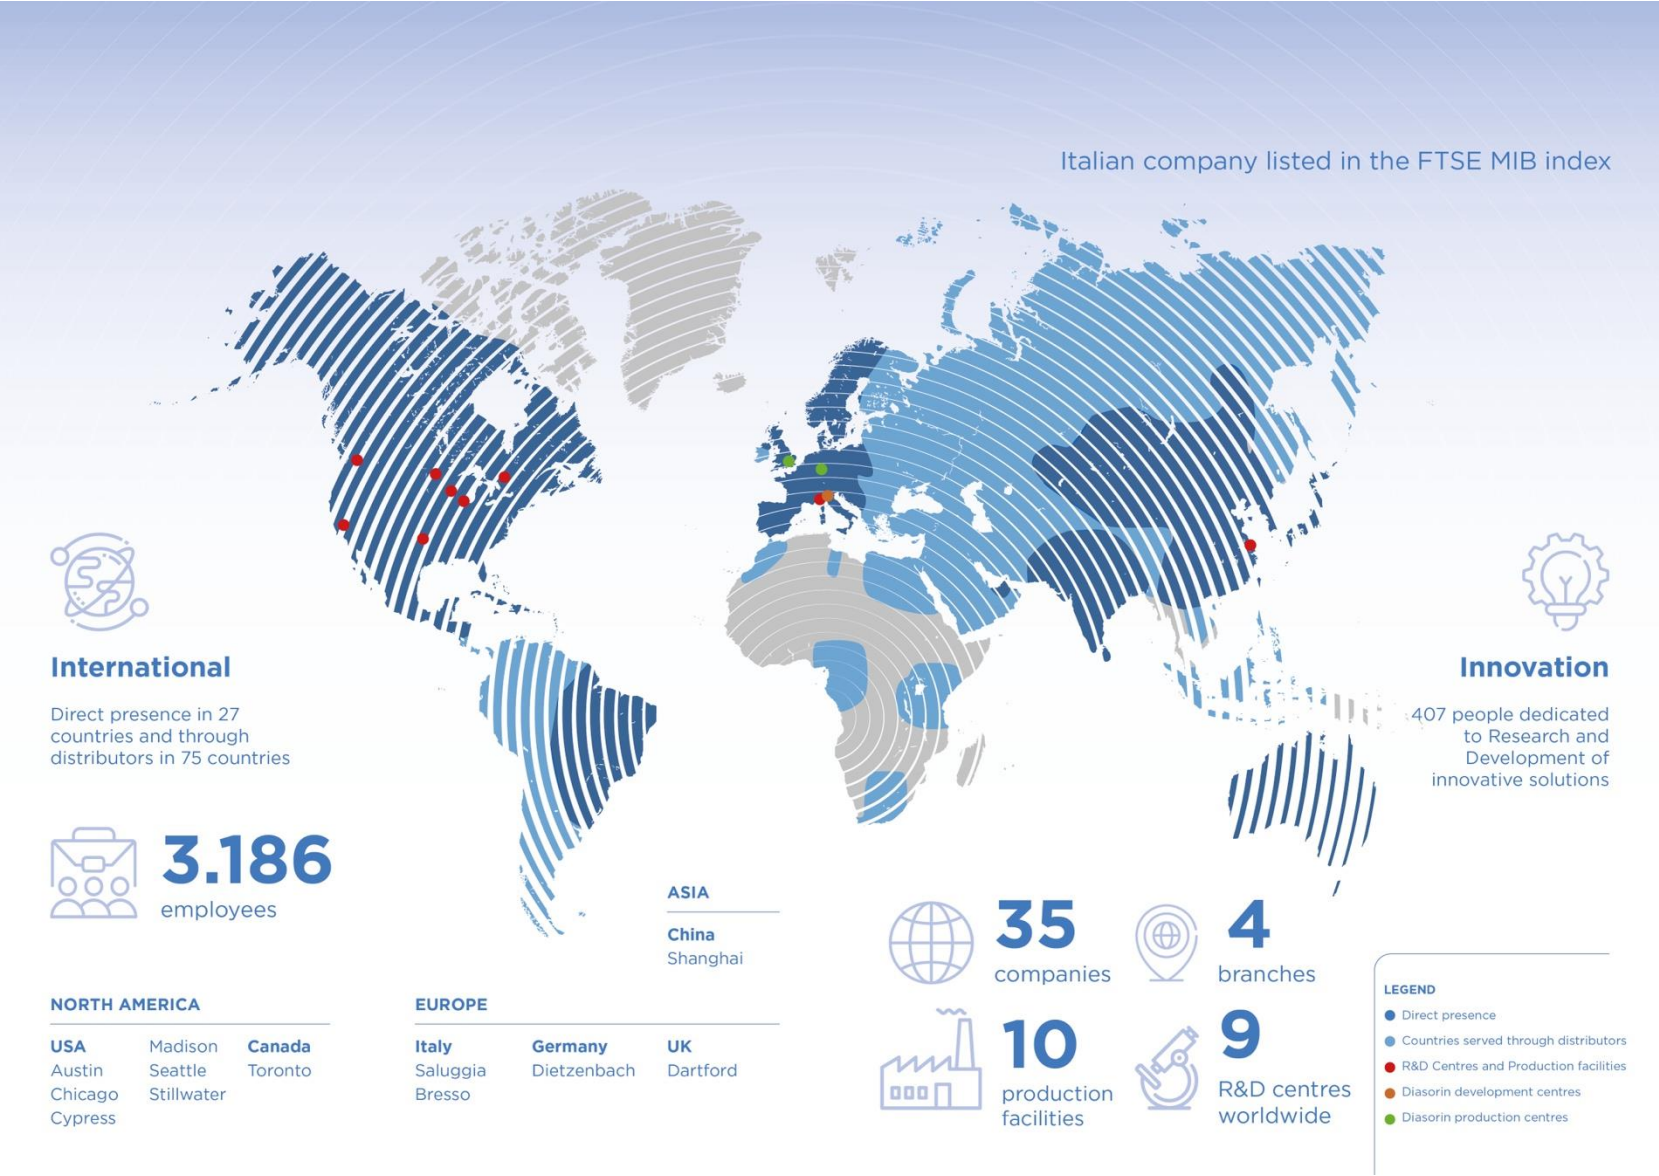 Italian company listed in the FTSE MIB index
International
Direct presence in 27
countries and through
distributors in 75 countries
3.186
employees
Innovation
407 people dedicated
to Research and
Development of
innovative solutions
NORTH AMERICA
USA
Austin
Chicago
Cypress
Madison
Seattle
Stillwater
Canada
Toronto
EUROPE
Italy
Saluggia
Bresso
Germany
Dietzenbach
UK
Dartford
ASIA
China
Shanghai
35
companies
4
branches
10
production
facilities
9
R&D centres
worldwide
LEGEND
Direct presence
Countries served through distributors
R&D Centres and Production facilities
Diasorin development centres
Diasorin production centres